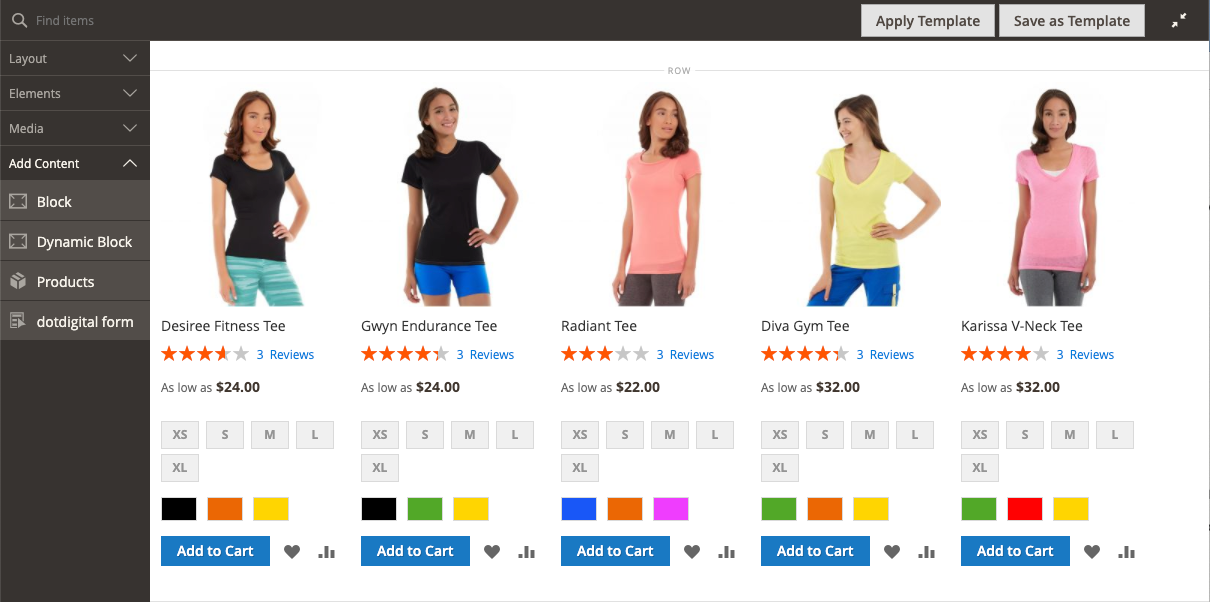 Find items
Apply Template
Save as Template
Layout
Elements
Media
Add Content
Block
Dynamic Block
Products
dotdigital form
ROW
Desiree Fitness Tee
3 Reviews
As low as $24.00
XS S M L
XL
Add to Cart
Gwyn Endurance Tee
3 Reviews
As low as $24.00
XS S M L
XL
Add to Cart
Radiant Tee
3 Reviews
As low as $22.00
XS S M L
XL
Add to Cart
Diva Gym Tee
3 Reviews
As low as $32.00
XS S M L
XL
Add to Cart
Karissa V-Neck Tee
3 Reviews
As low as $32.00
XS S M L
XL
Add to Cart